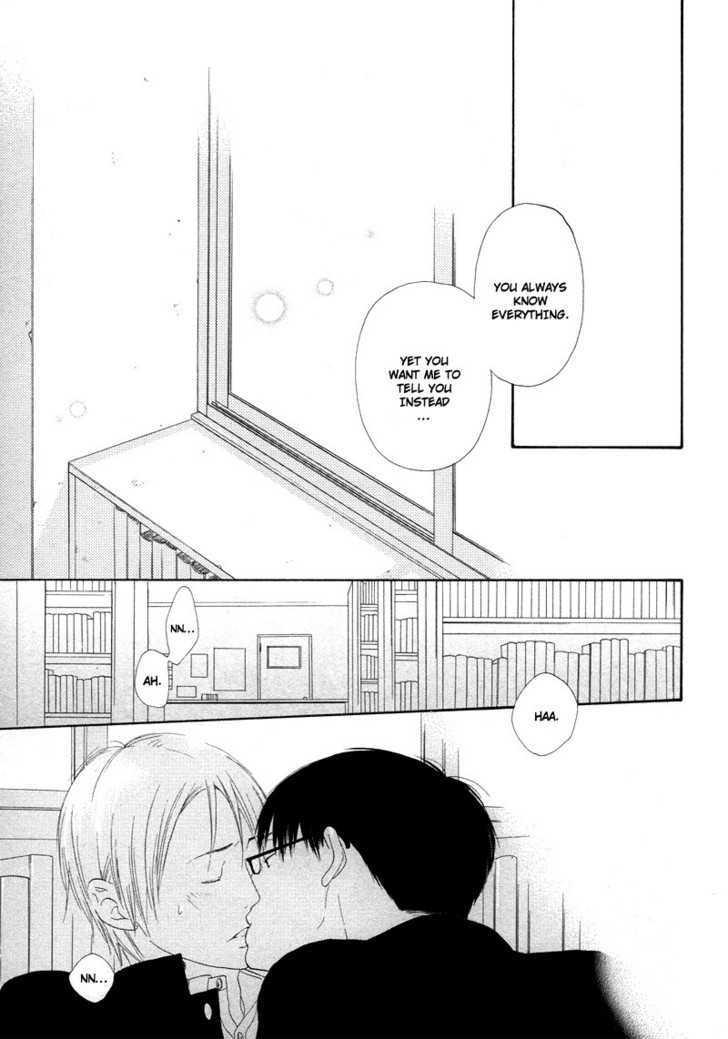 YOU ALWAYS
KNOW
EVERYTHING.
YET YOU
WANT ME TO
TELL YOU
INSTEAD
...
NN...
AH.
HAA.
NN...